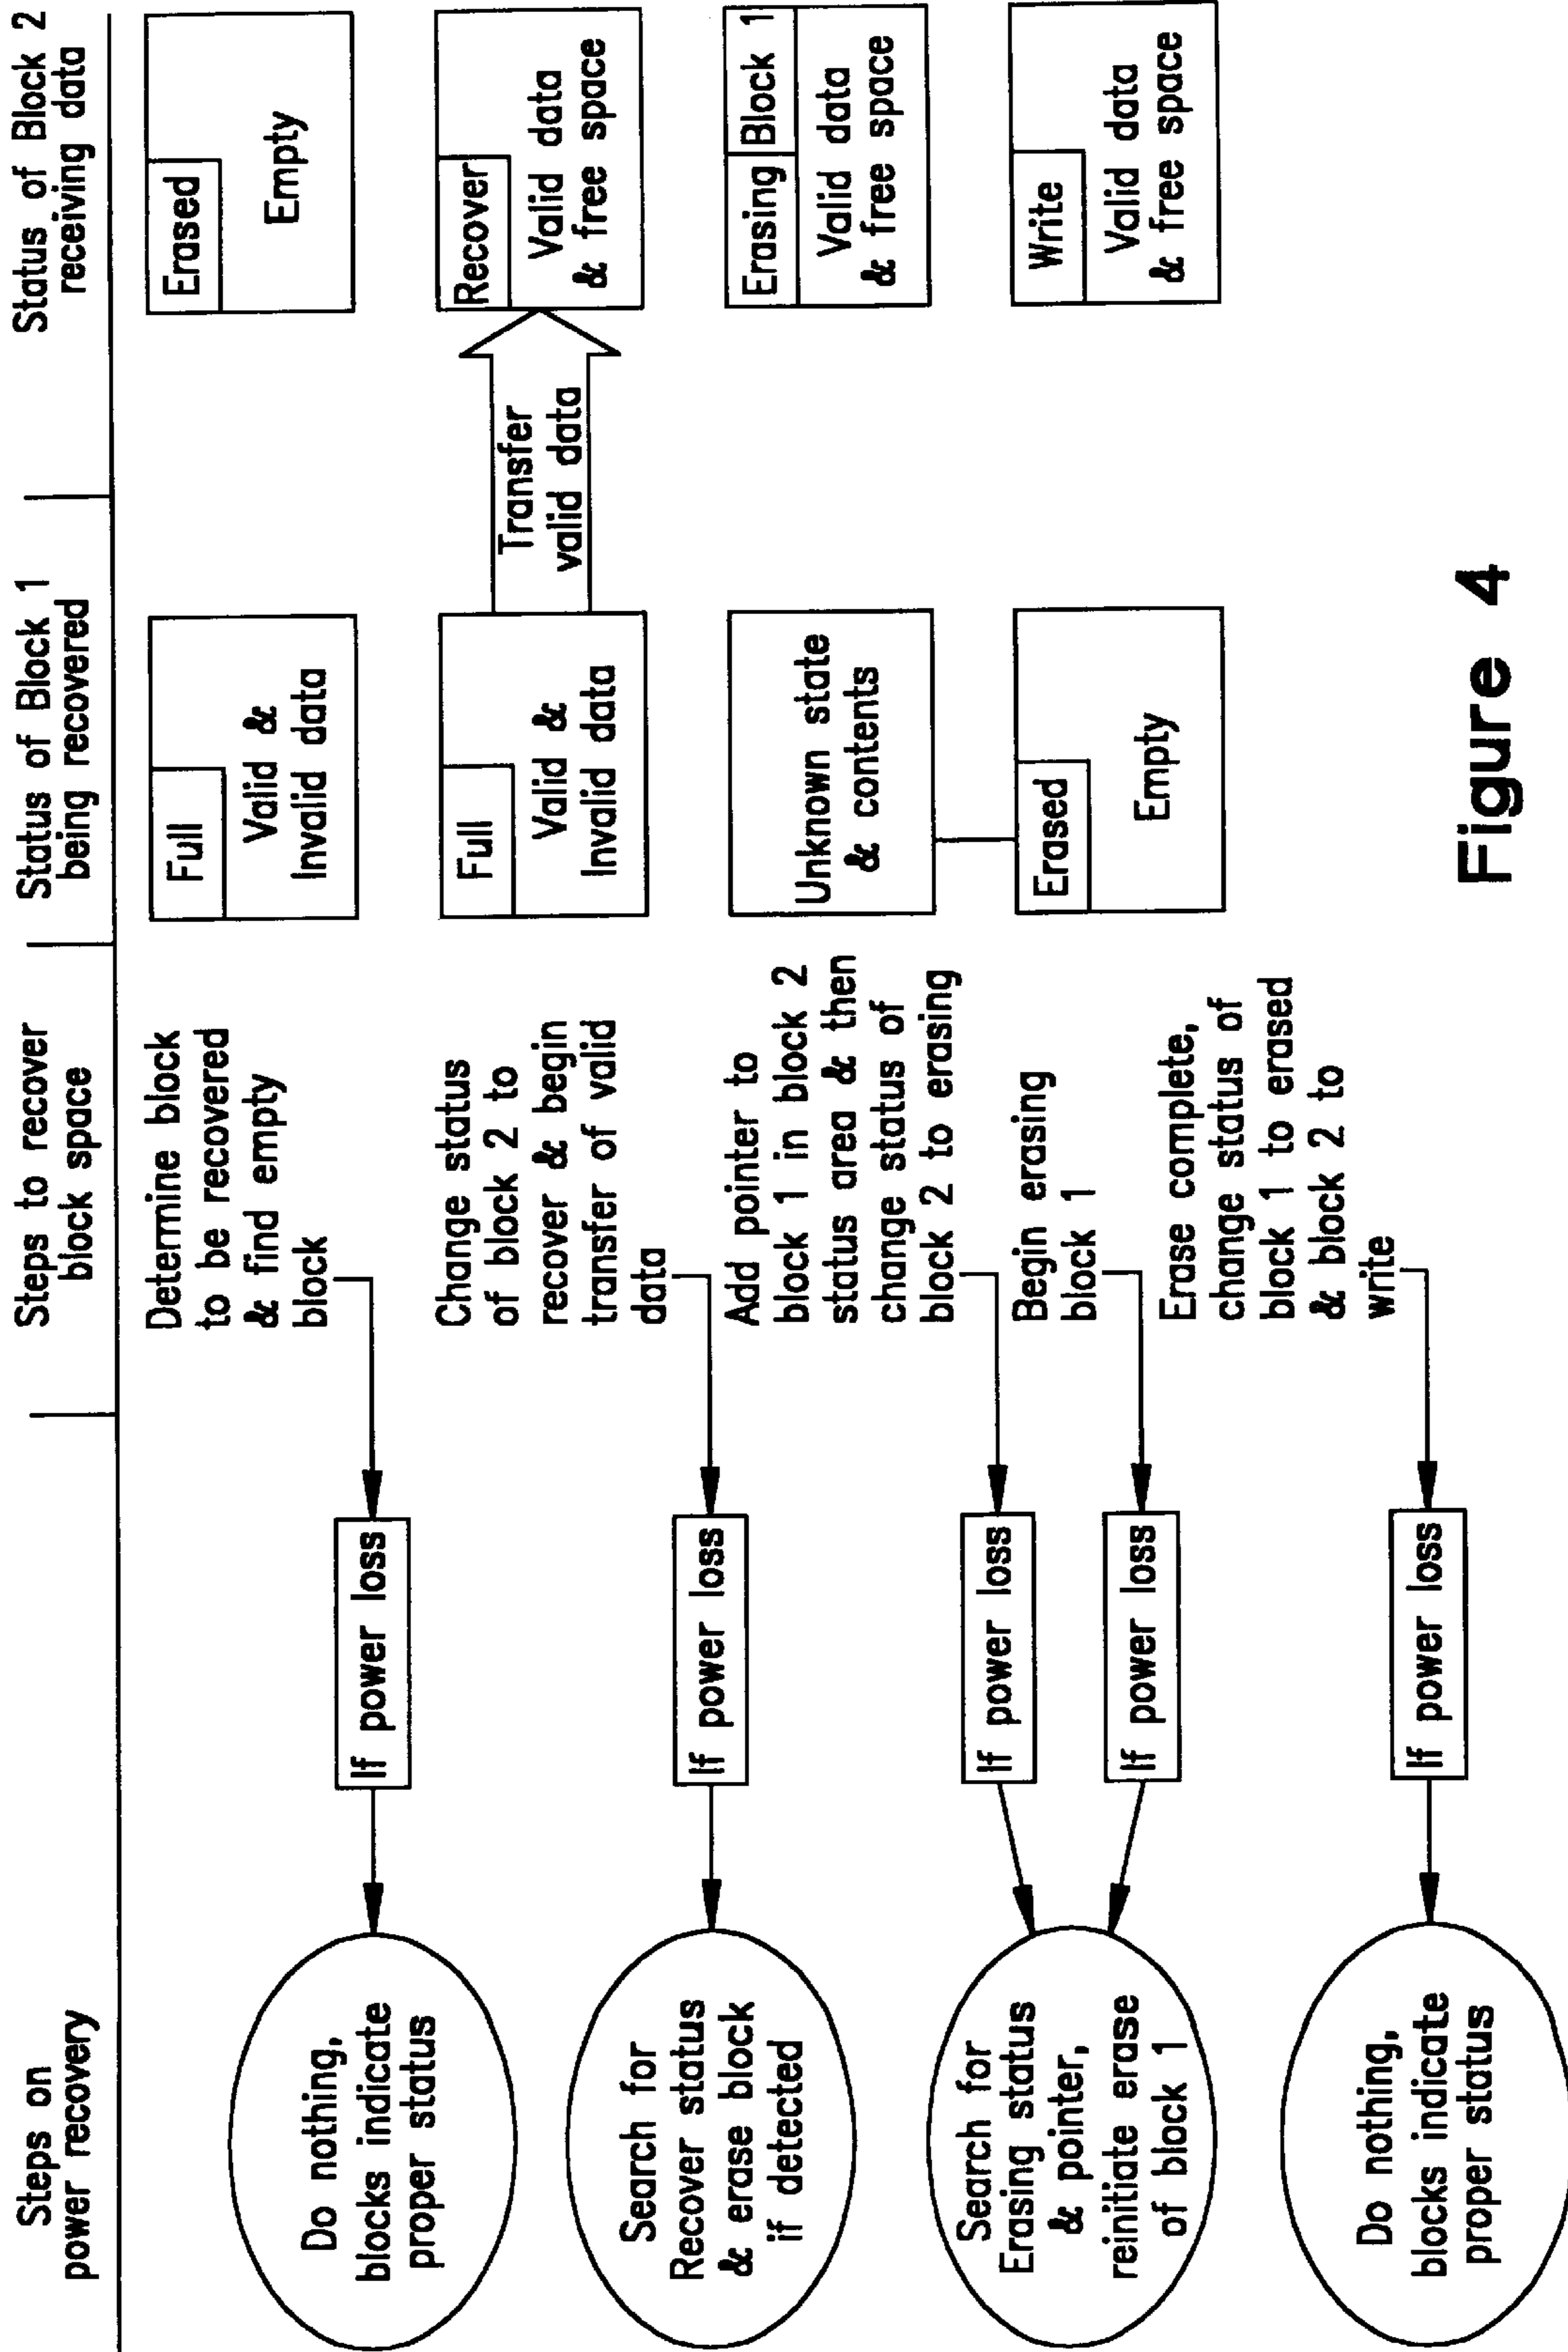 Steps on
power recovery
Steps to recover
block space
Status of Block 1
being recovered
Status of Block 2
receiving data
Do nothing,
blocks indicate
proper status
If power loss
Determine block
to be recovered
& find empty
block
Full
Valid &
Invalid data
Erased
Empty
Search for
Recover status
& erase block
if detected
If power loss
Change status
of block 2 to
recover & begin
transfer of valid
data
Full
Valid &
Invalid data
Transfer
valid data
Recover
Valid data
& free space
Search for
Erasing status
& pointer,
reinitiate erase
of block 1
If power loss
If power loss
Add pointer to
block 1 in block 2
status area & then
change status of
block 2 to erasing
Begin erasing
block 1
Unknown state
& contents
Erasing
Block 1
Valid data
& free space
Do nothing,
blocks indicate
proper status
If power loss
Erase complete,
change status of
block 1 to erased
& block 2 to
write
Erased
Empty
Write
Valid data
& free space
Figure 4